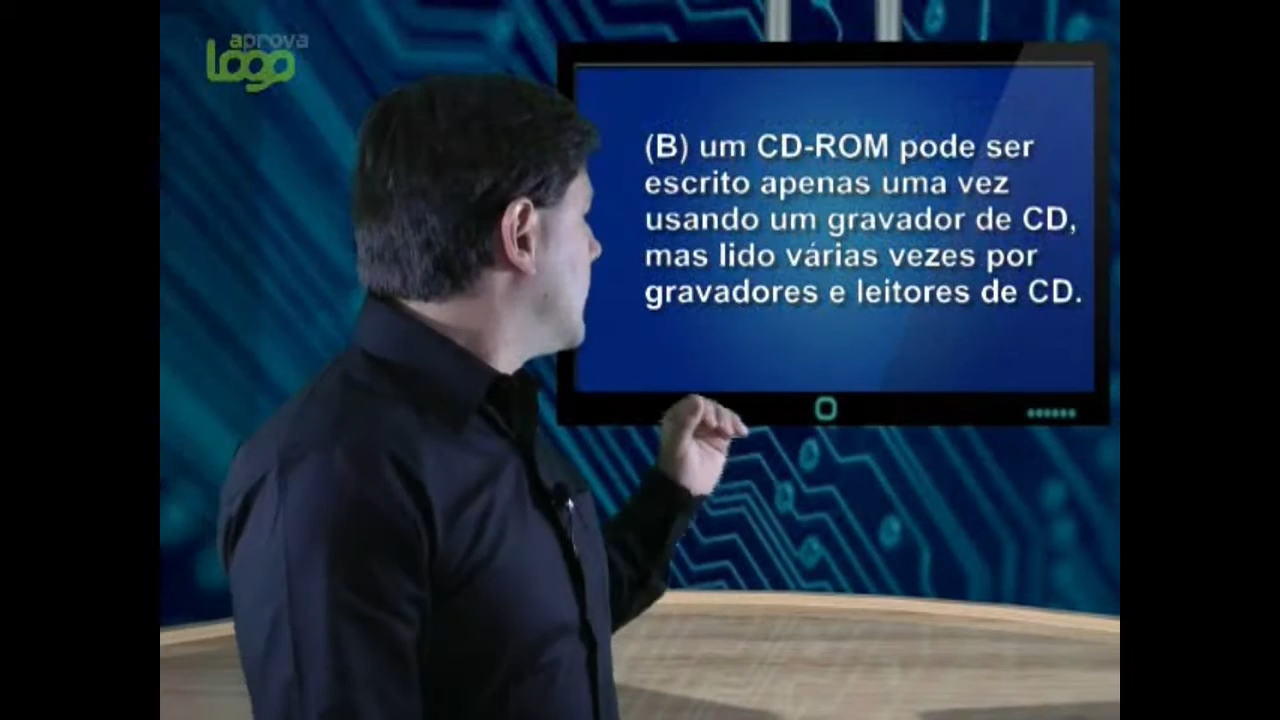 aprova
Logo
(B) um CD-ROM pode ser
escrito apenas uma vez
usando um gravador de CD,
mas lido várias vezes por
gravadores e leitores de CD.